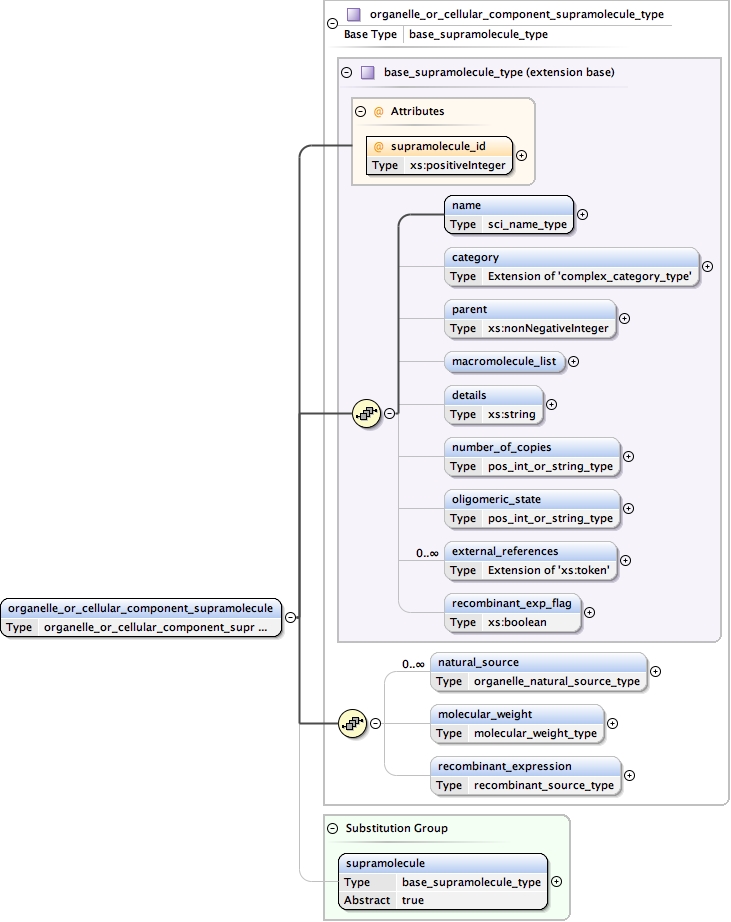 organelle_or_cellular_component_supramolecule_type
Base Type base_supramolecule_type
base_supramolecule_type (extension base)
@ Attributes
@ supramolecule_id
Type xs:positiveInteger
name
Type sci_name_type
category
Type Extension of 'complex_category_type'
parent
Type xs:nonNegativeInteger
macromolecule_list
details
Type xs:string
number_of_copies
Type pos_int_or_string_type
oligomeric_state
Type pos_int_or_string_type
0..∞ external_references
Type Extension of 'xs:token'
recombinant_exp_flag
Type xs:boolean
organelle_or_cellular_component_supramolecule
Type organelle_or_cellular_component_supr ...
0..∞ natural_source
Type organelle_natural_source_type
molecular_weight
Type molecular_weight_type
recombinant_expression
Type recombinant_source_type
Substitution Group
supramolecule
Type base_supramolecule_type
Abstract true